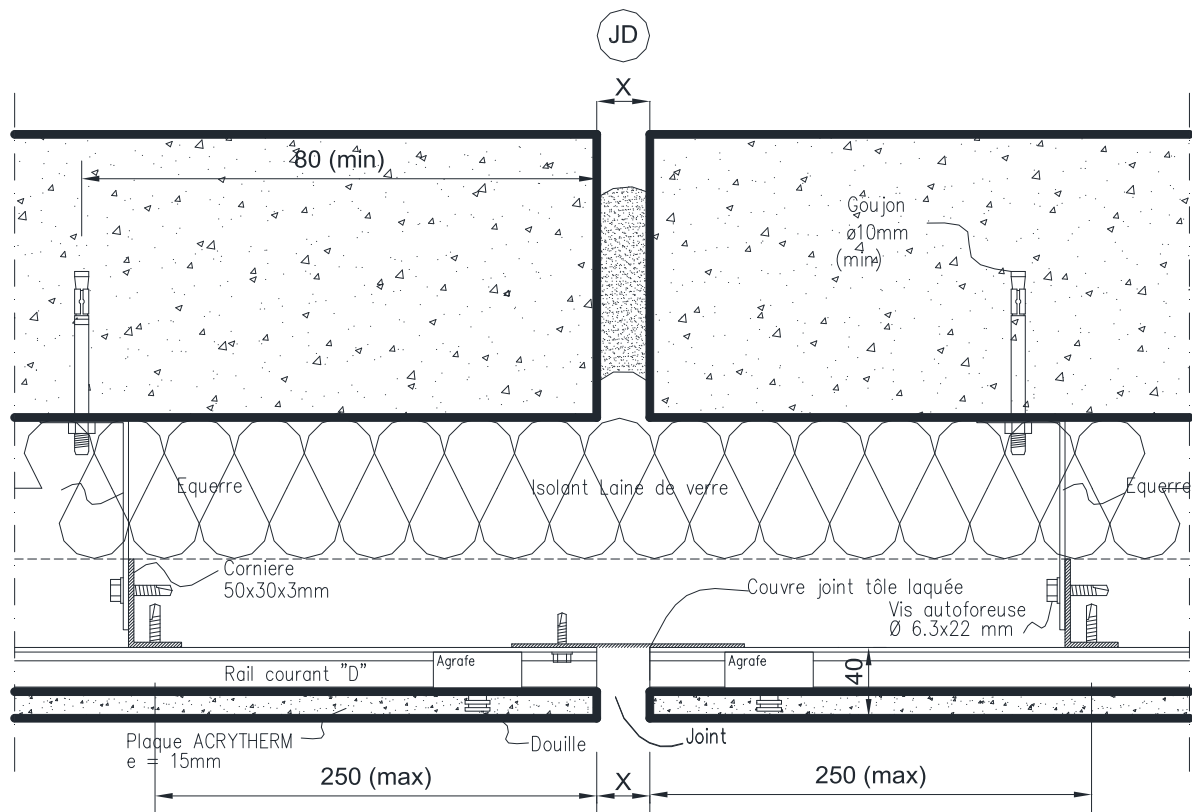 JD
X
80 (min)
Goujon
ø10mm
(min)
Equerre
Isolant Laine de verre
Equerre
Corniere
50x30x3mm
Couvre joint tôle laquée
Vis autoforeuse
Ø 6.3x22 mm
Rail courant "D"
Agrafe
Agrafe
40
Plaque ACRYTHERM
e = 15mm
Douille
Joint
250 (max)
X
250 (max)